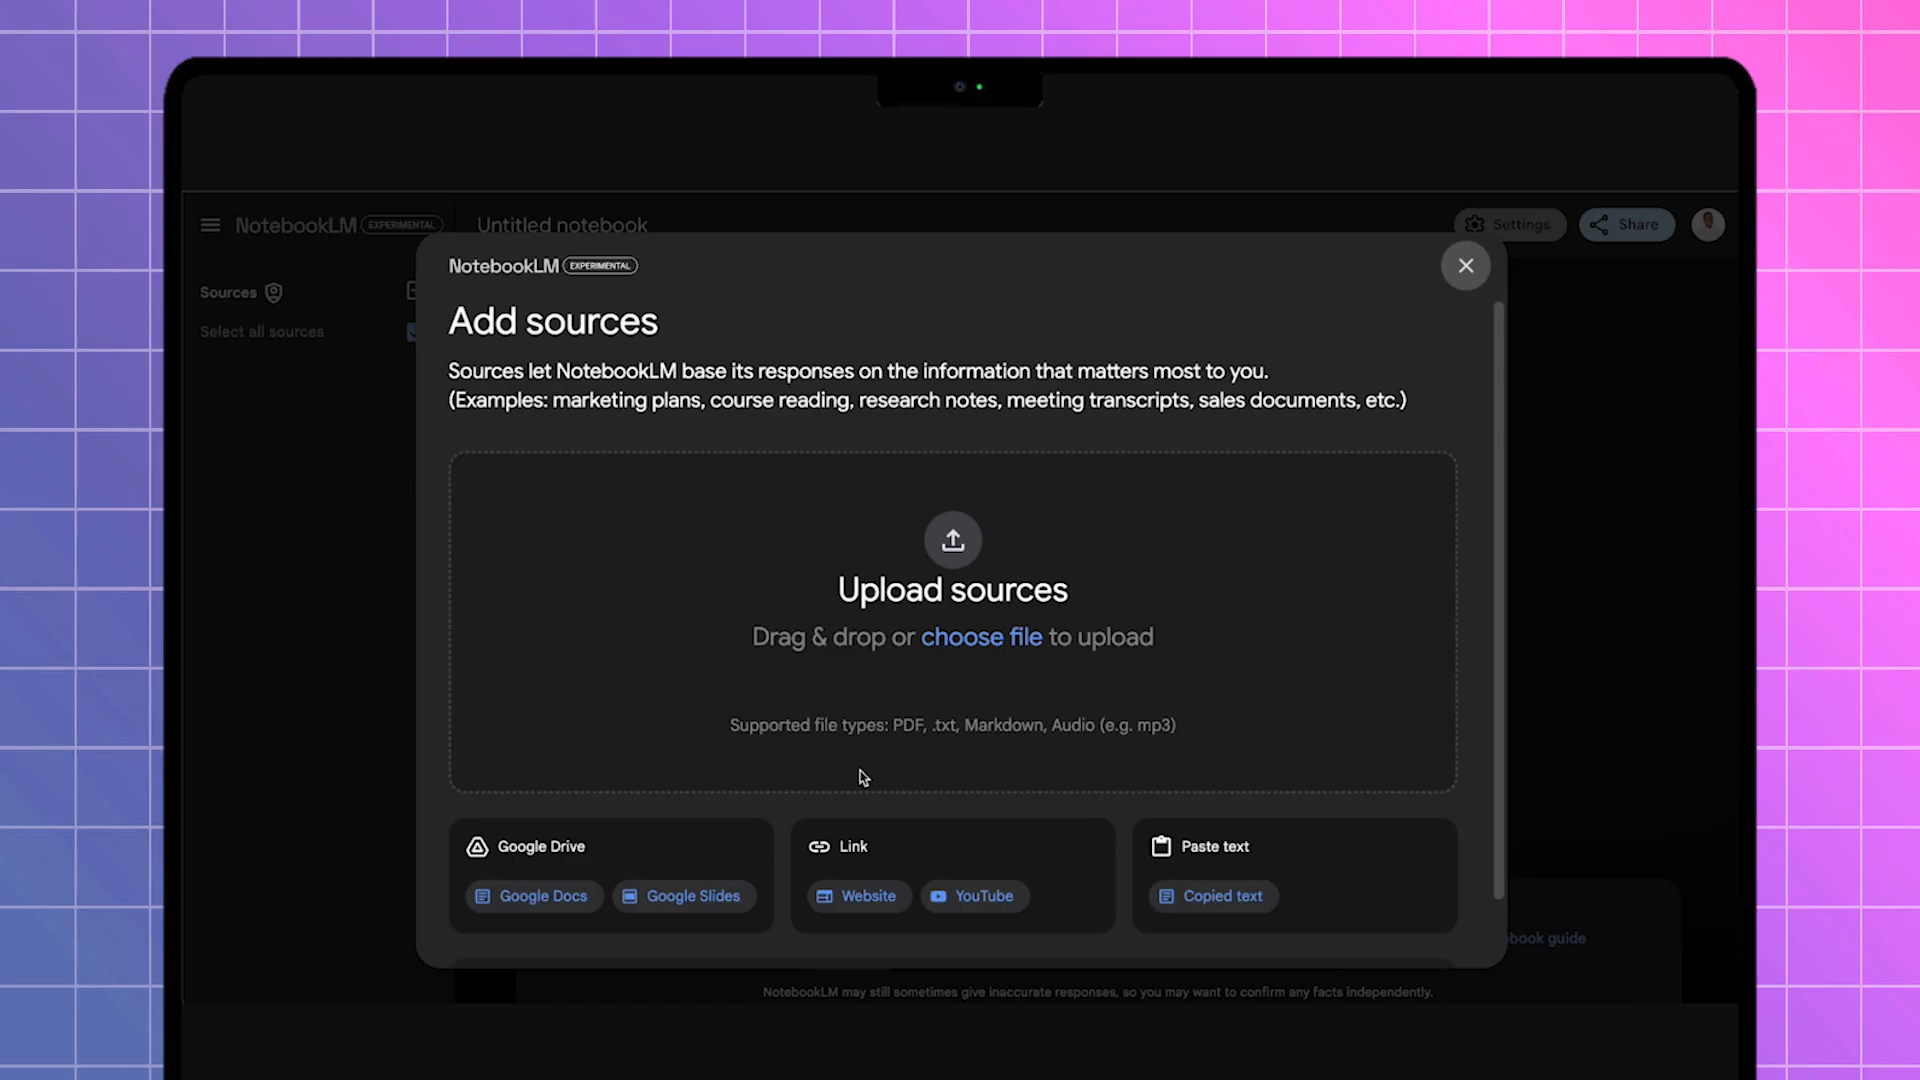 NotebookLM EXPERIMENTAL
Untitled notebook
Settings
Share
Sources
Select all sources
NotebookLM EXPERIMENTAL
Add sources
Sources let NotebookLM base its responses on the information that matters most to you.
(Examples: marketing plans, course reading, research notes, meeting transcripts, sales documents, etc.)
Upload sources
Drag & drop or choose file to upload
Supported file types: PDF, .txt, Markdown, Audio (e.g. mp3)
Google Drive
Google Docs
Google Slides
Link
Website
YouTube
Paste text
Copied text
book guide
NotebookLM may still sometimes give inaccurate responses, so you may want to confirm any facts independently.